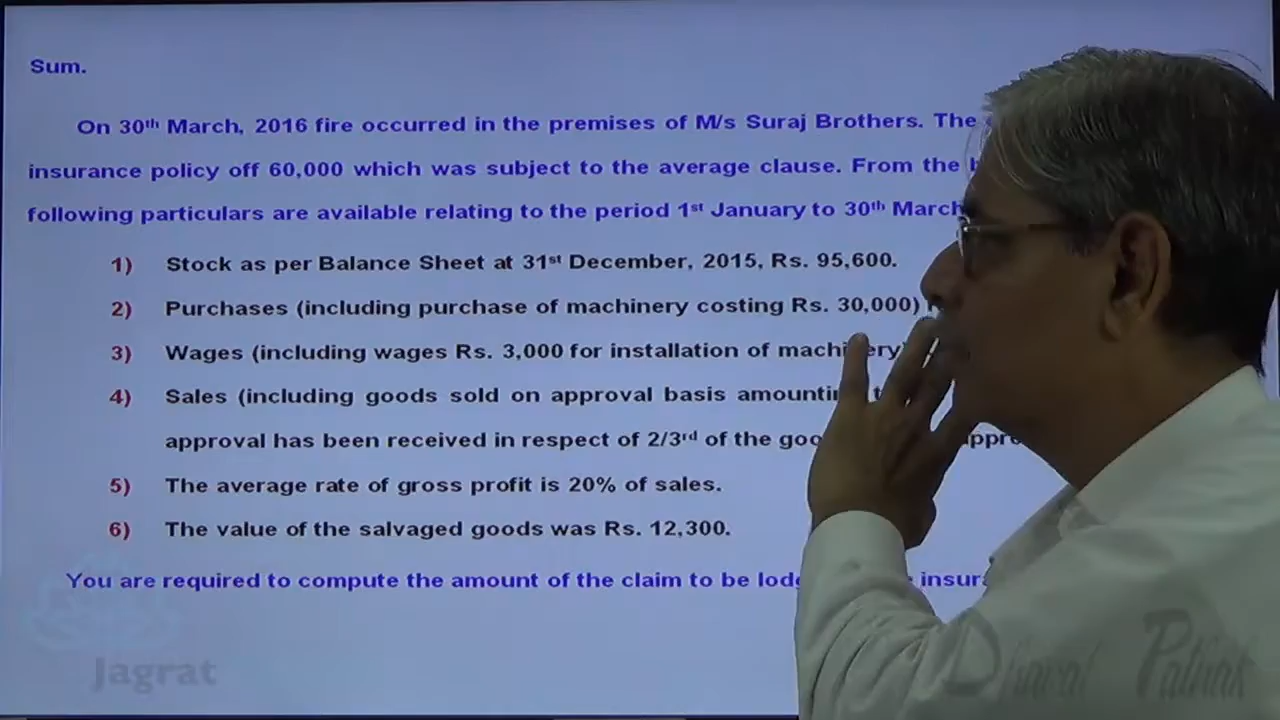 Sum.
On 30th March, 2016 fire occurred in the premises of M/s Suraj Brothers. The
insurance policy off 60,000 which was subject to the average clause. From the
following particulars are available relating to the period 1st January to 30th March
1) Stock as per Balance Sheet at 31st December, 2015, Rs. 95,600.
2) Purchases (including purchase of machinery costing Rs. 30,000)
3) Wages (including wages Rs. 3,000 for installation of machinery)
4) Sales (including goods sold on approval basis amounting
approval has been received in respect of 2/3rd of the
5) The average rate of gross profit is 20% of sales.
6) The value of the salvaged goods was Rs. 12,300.
You are required to compute the amount of the claim to be
Jagrat
Dhaval Pathak